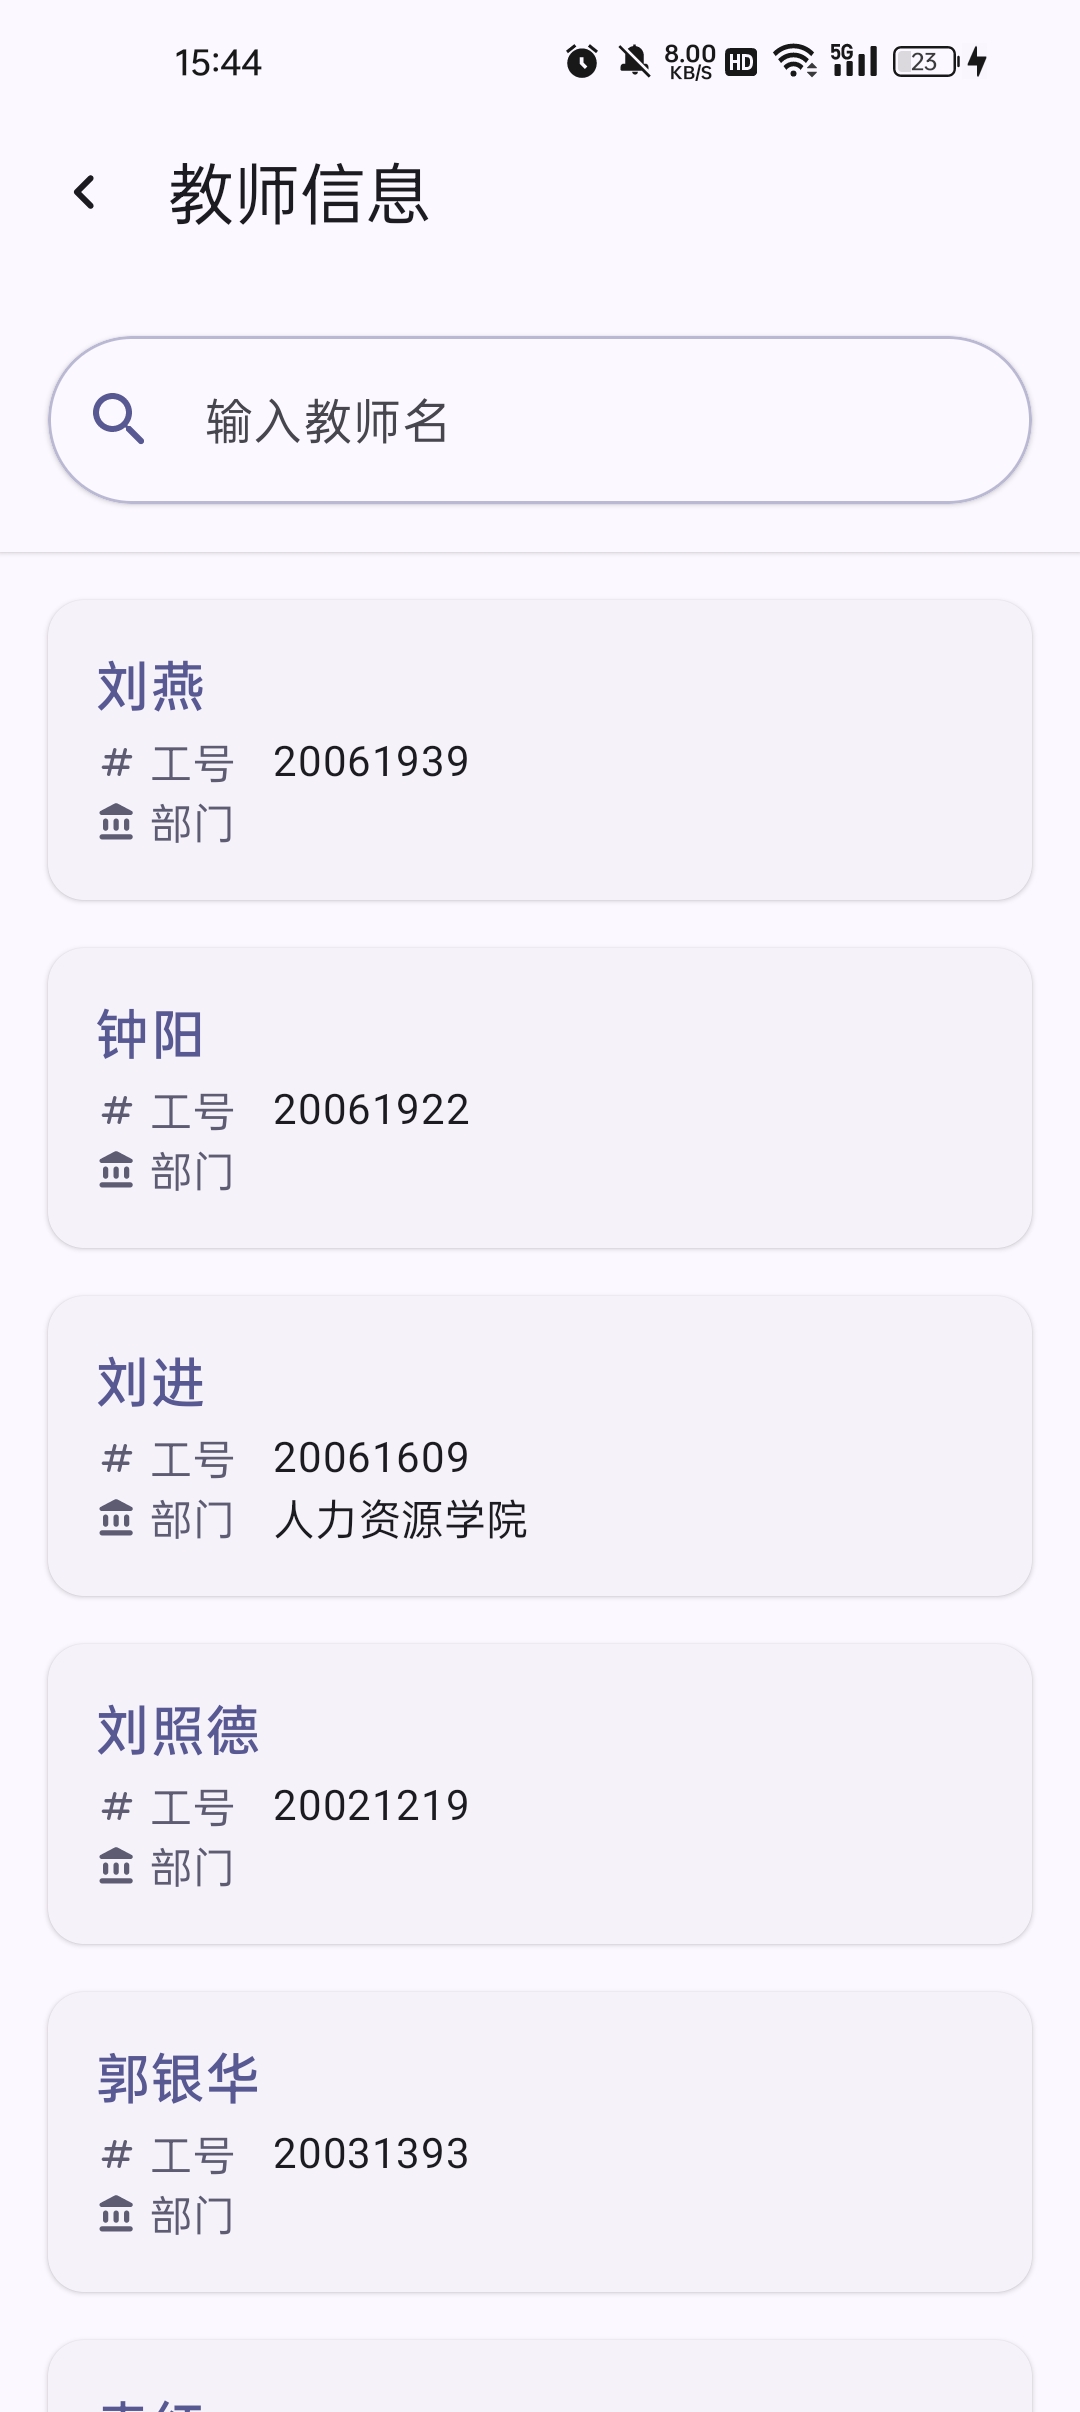 15:44 8.00 KB/S HD 5G 23
教师信息
输入教师名
刘燕
工号 20061939
部门
钟阳
工号 20061922
部门
刘进
工号 20061609
部门 人力资源学院
刘照德
工号 20021219
部门
郭银华
工号 20031393
部门